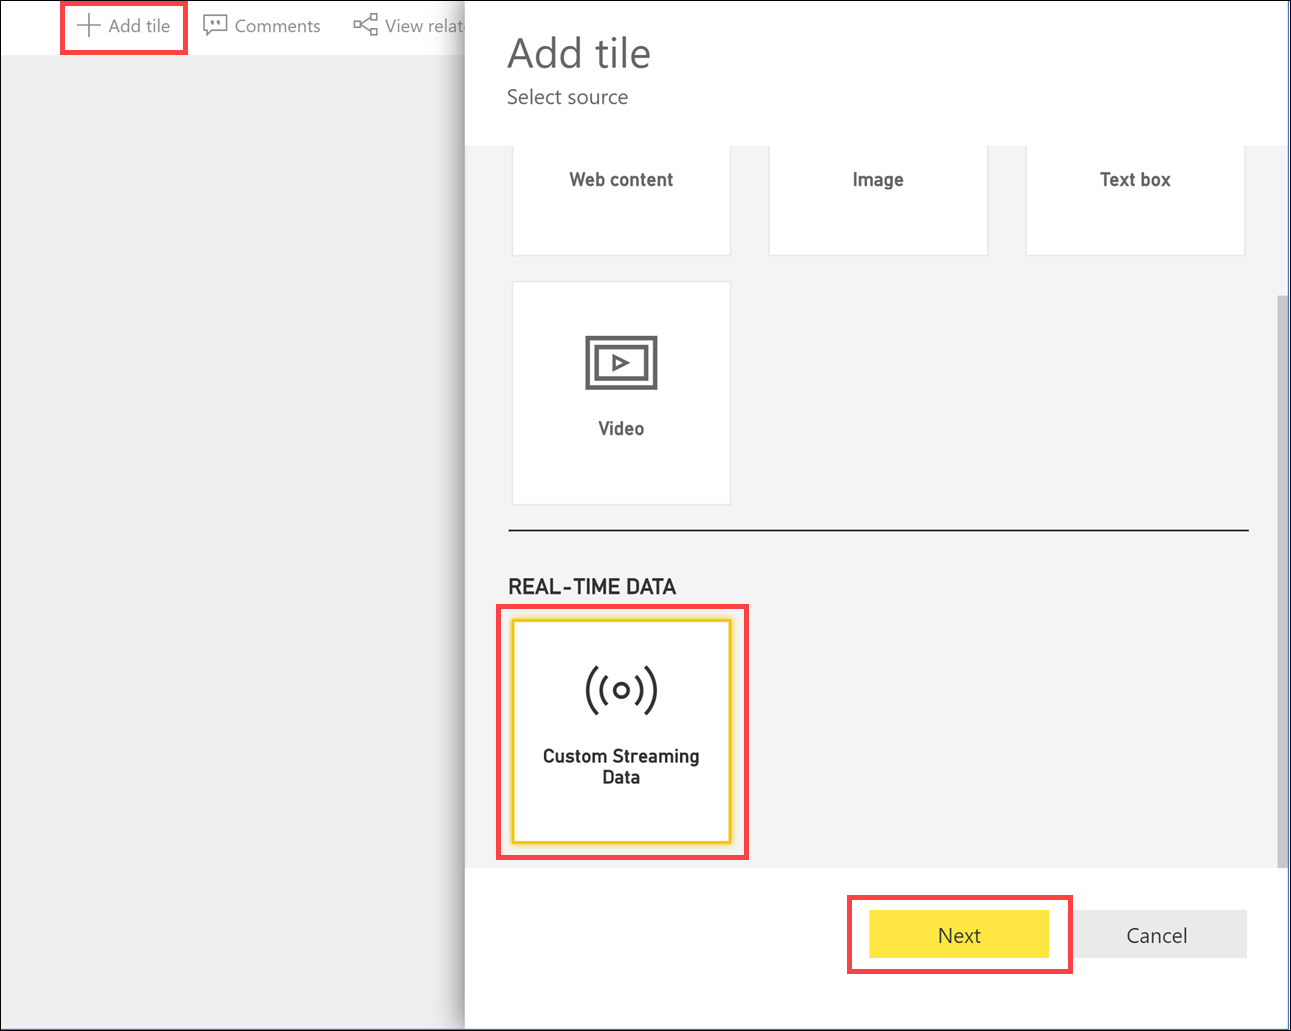 Add tile
Comments
View relat
Add tile
Select source
Web content
Image
Text box
Video
REAL-TIME DATA
Custom Streaming
Data
Next
Cancel